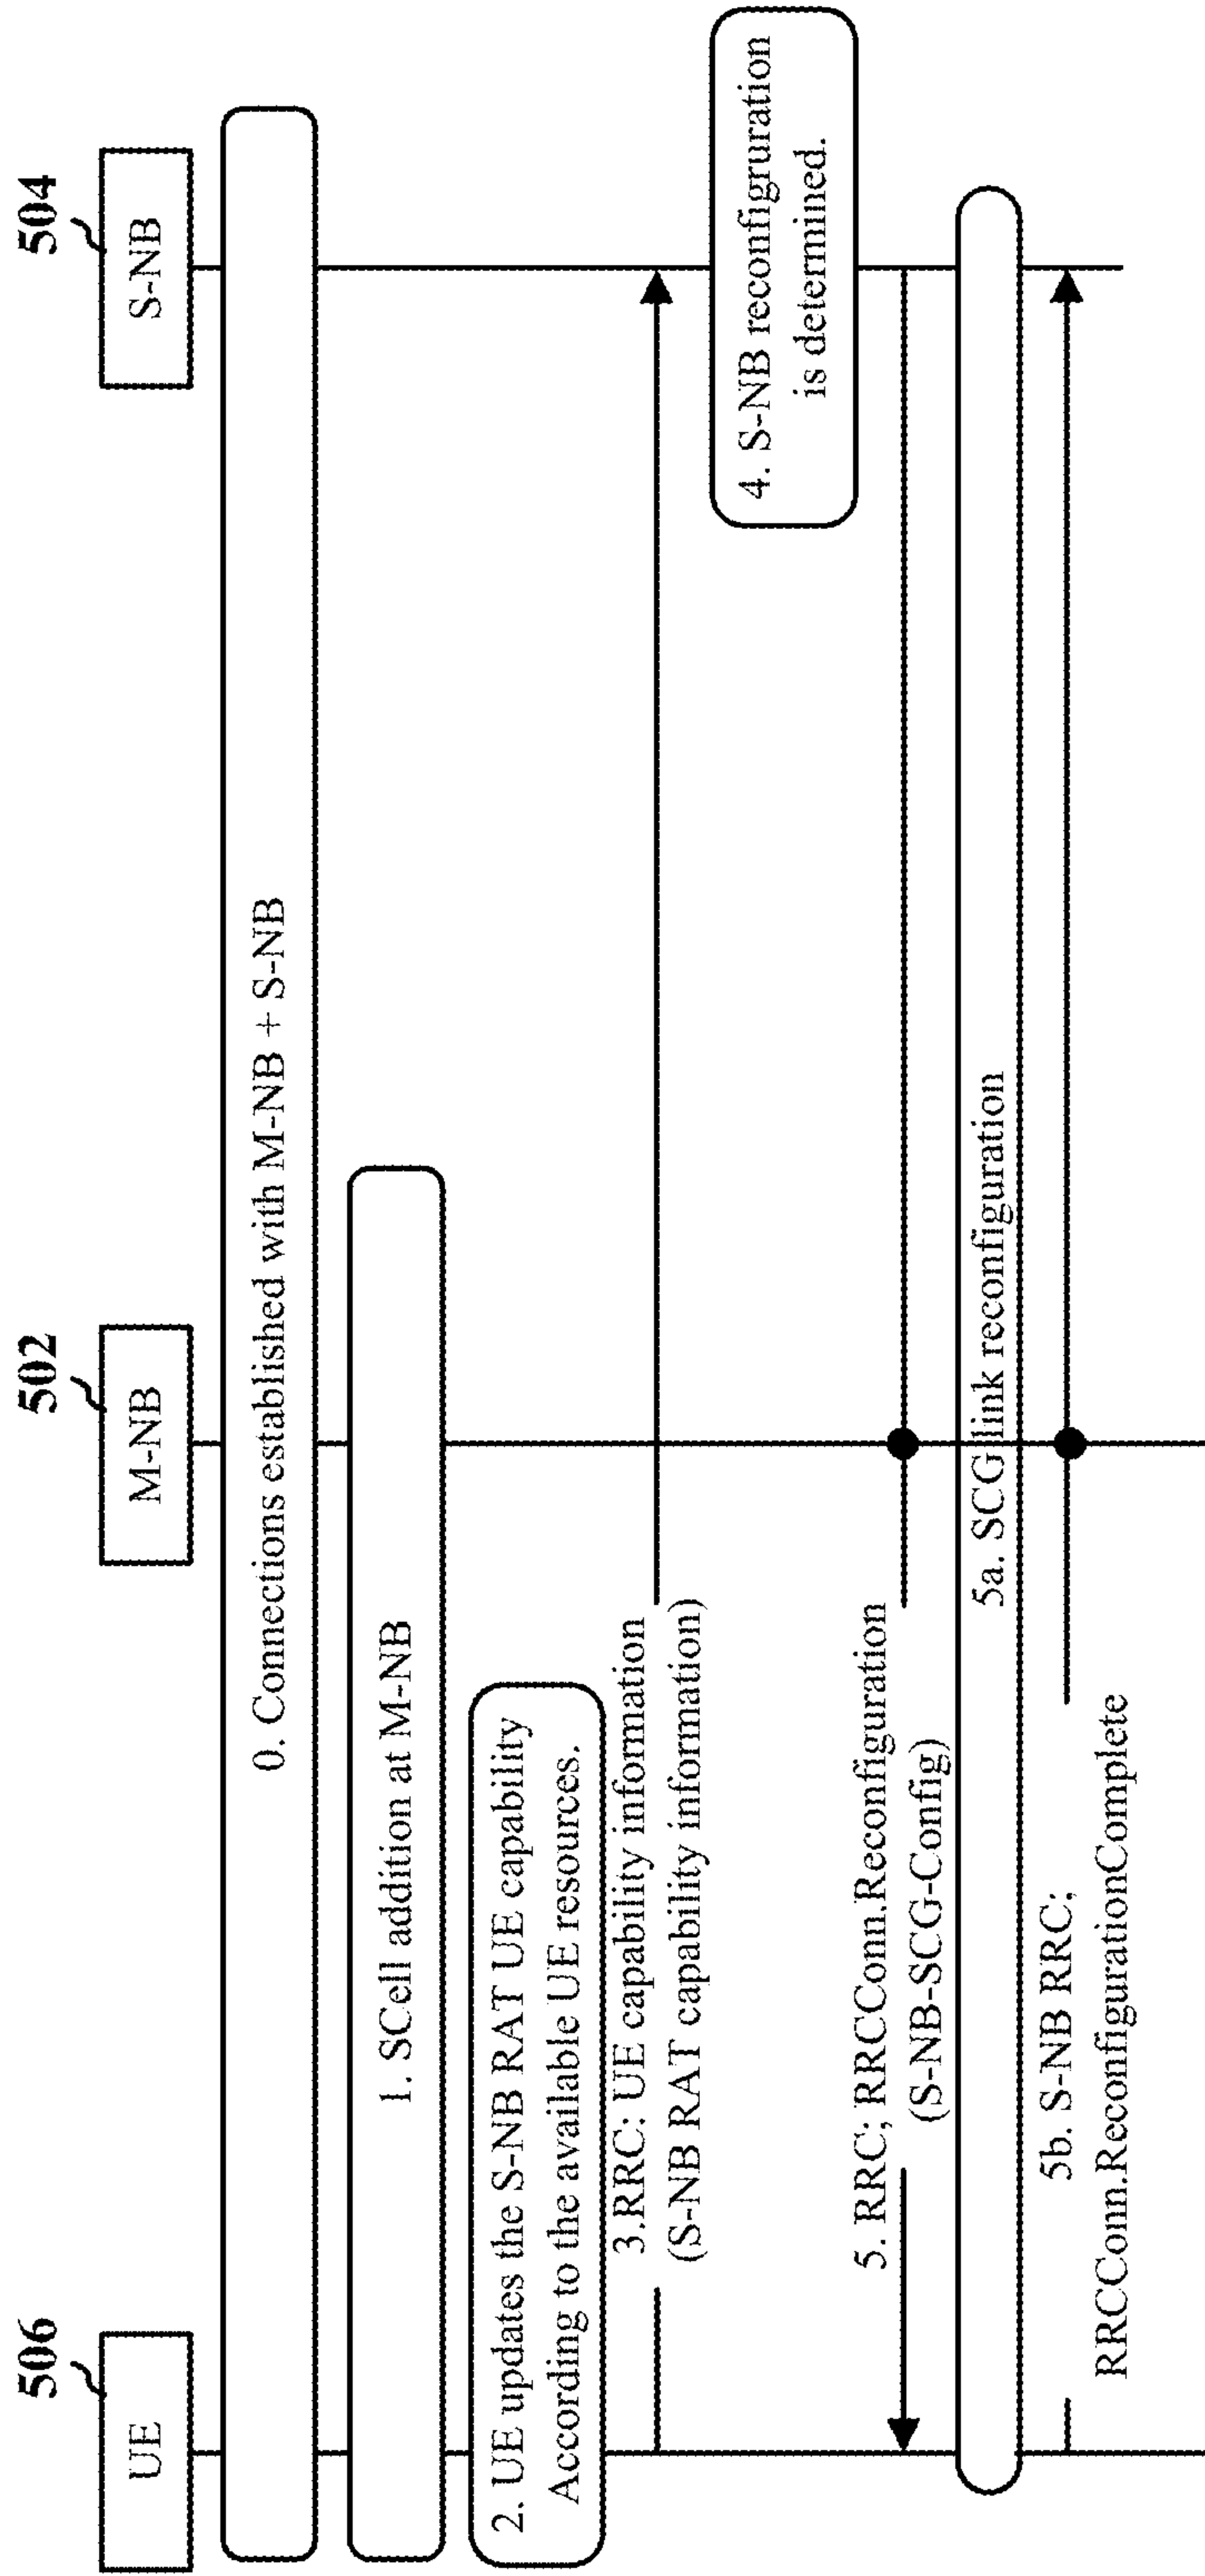 506
502
504
UE
M-NB
S-NB
0. Connections established with M-NB + S-NB
1. SCell addition at M-NB
2. UE updates the S-NB RAT UE capability
According to the available UE resources.
3.RRC: UE capability information
(S-NB RAT capability information)
4. S-NB reconfigruration
is determined.
5. RRC; RRCConn.Reconfiguration
(S-NB-SCG-Config)
5a. SCG link reconfiguration
5b. S-NB RRC;
RRCConn.ReconfigurationComplete